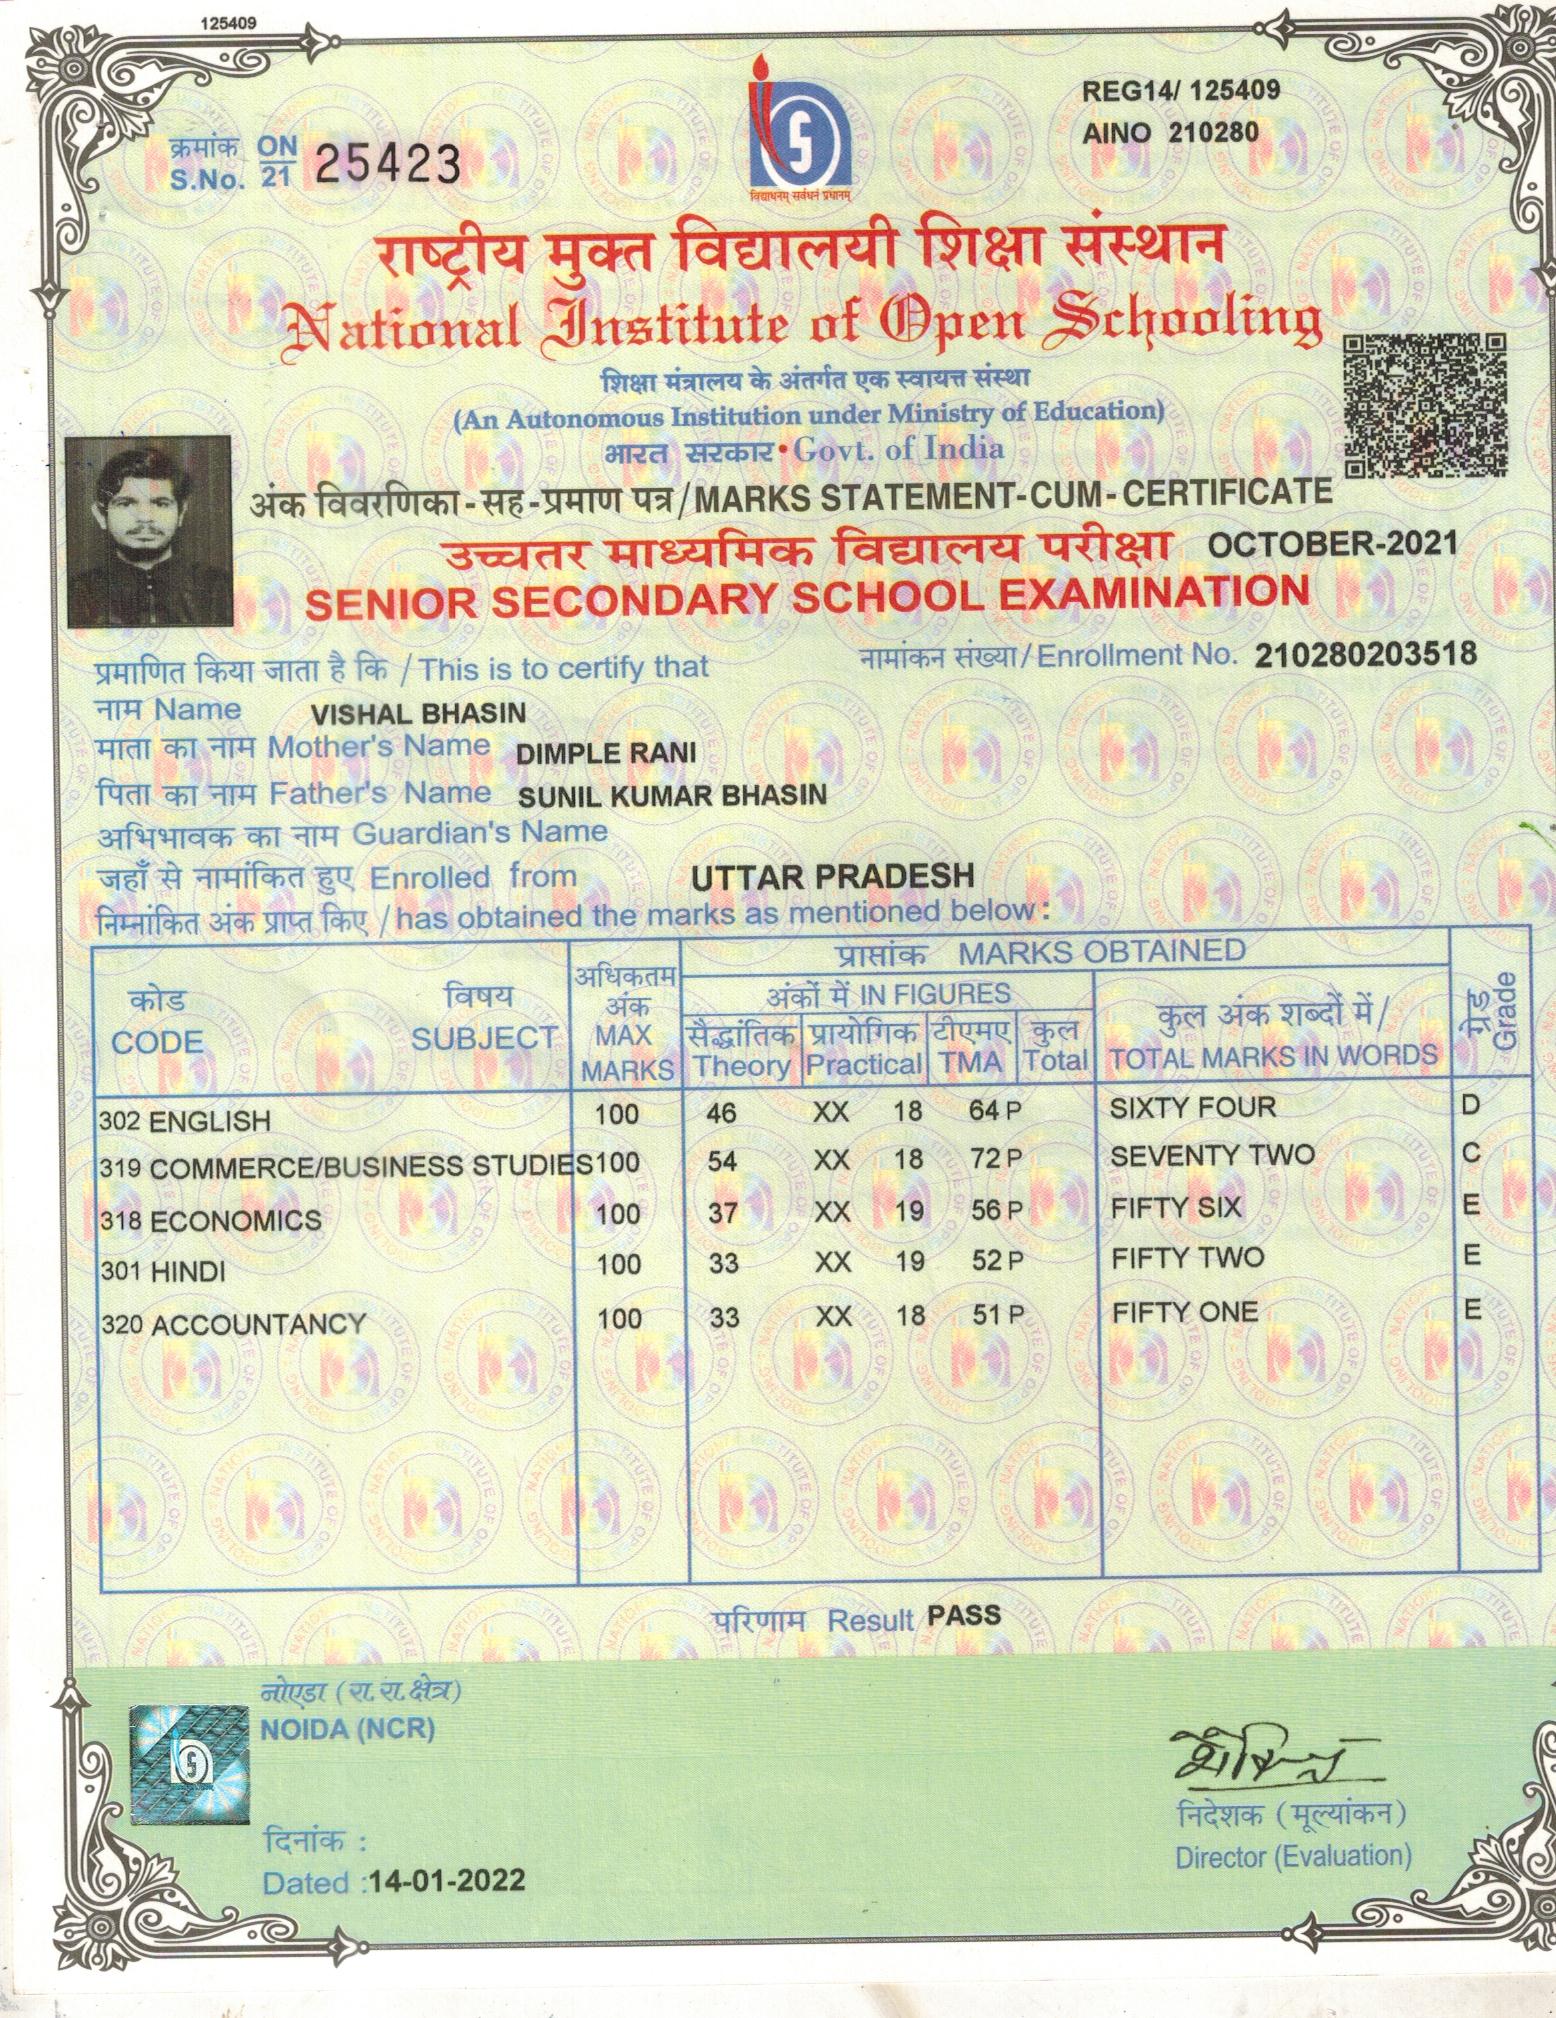 125409
REG14/ 125409
AINO 210280
क्रमांक ON
S.No. 21 25423
विद्याधनम् सर्वधनं प्रधानम्
राष्ट्रीय मुक्त विद्यालयी शिक्षा संस्थान
National Institute of Open Schooling
शिक्षा मंत्रालय के अंतर्गत एक स्वायत्त संस्था
(An Autonomous Institution under Ministry of Education)
भारत सरकार • Govt. of India
अंक विवरणिका-सह-प्रमाण पत्र/MARKS STATEMENT-CUM-CERTIFICATE
उच्चतर माध्यमिक विद्यालय परीक्षा OCTOBER-2021
SENIOR SECONDARY SCHOOL EXAMINATION
नामांकन संख्या/Enrollment No. 210280203518
प्रमाणित किया जाता है कि / This is to certify that
नाम Name VISHAL BHASIN
माता का नाम Mother's Name DIMPLE RANI
पिता का नाम Father's Name SUNIL KUMAR BHASIN
अभिभावक का नाम Guardian's Name
जहाँ से नामांकित हुए Enrolled from UTTAR PRADESH
निम्नांकित अंक प्राप्त किए / has obtained the marks as mentioned below:
कोड विषय अधिकतम अंक प्राप्तांक MARKS OBTAINED
CODE SUBJECT MAX MARKS अंकों में IN FIGURES कुल अंक शब्दों में/ ग्रेड
सैद्धांतिक प्रायोगिक टीएमए कुल TOTAL MARKS IN WORDS Grade
Theory Practical TMA Total
302 ENGLISH 100 46 XX 18 64 P SIXTY FOUR D
319 COMMERCE/BUSINESS STUDIES 100 54 XX 18 72 P SEVENTY TWO C
318 ECONOMICS 100 37 XX 19 56 P FIFTY SIX E
301 HINDI 100 33 XX 19 52 P FIFTY TWO E
320 ACCOUNTANCY 100 33 XX 18 51 P FIFTY ONE E
परिणाम Result PASS
नोएडा (रा. रा. क्षेत्र)
NOIDA (NCR)
दिनांक :
Dated :14-01-2022
निदेशक (मूल्यांकन)
Director (Evaluation)